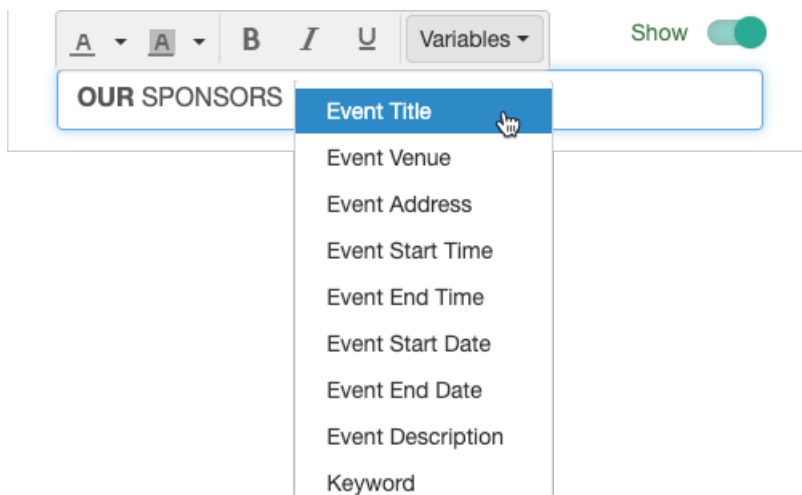 A A B I U Variables Show
OUR SPONSORS
Event Title
Event Venue
Event Address
Event Start Time
Event End Time
Event Start Date
Event End Date
Event Description
Keyword